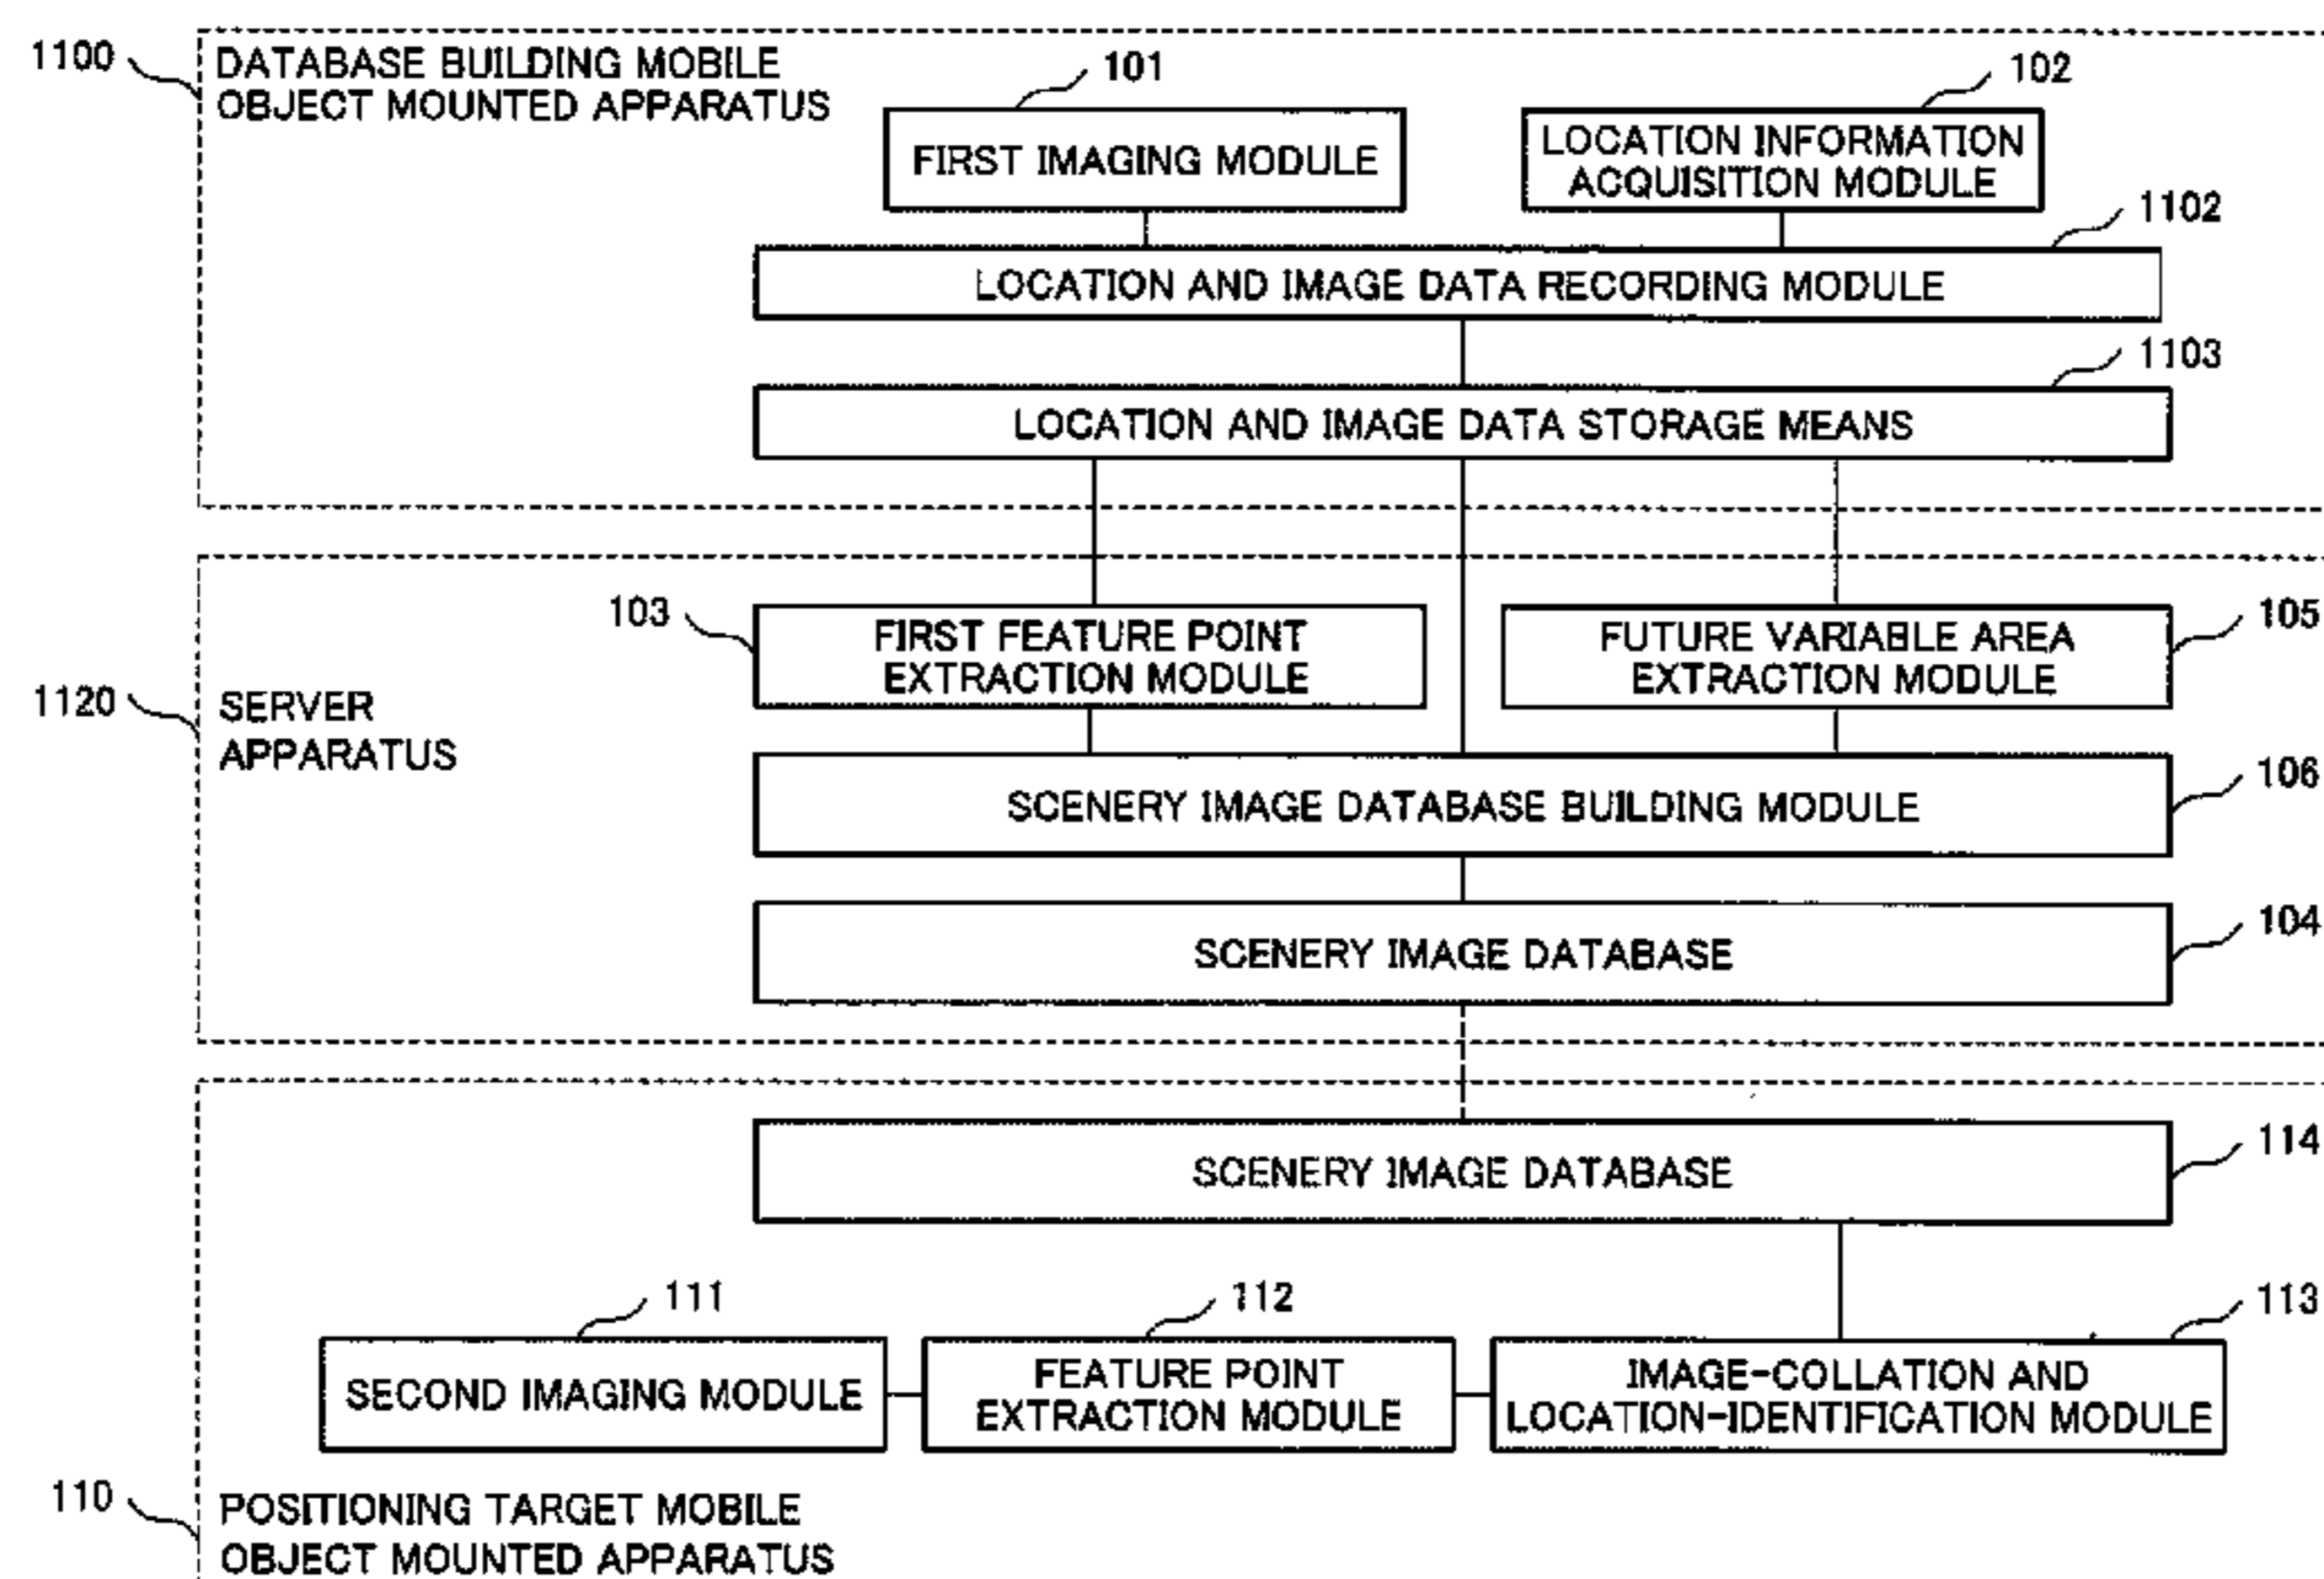 1100
DATABASE BUILDING MOBILE
OBJECT MOUNTED APPARATUS
101
102
FIRST IMAGING MODULE
LOCATION INFORMATION
ACQUISITION MODULE
1102
LOCATION AND IMAGE DATA RECORDING MODULE
1103
LOCATION AND IMAGE DATA STORAGE MEANS
103
FIRST FEATURE POINT
EXTRACTION MODULE
FUTURE VARIABLE AREA
EXTRACTION MODULE
105
1120
SERVER
APPARATUS
SCENERY IMAGE DATABASE BUILDING MODULE
106
SCENERY IMAGE DATABASE
104
SCENERY IMAGE DATABASE
114
111
112
113
SECOND IMAGING MODULE
FEATURE POINT
EXTRACTION MODULE
IMAGE-COLLATION AND
LOCATION-IDENTIFICATION MODULE
110
POSITIONING TARGET MOBILE
OBJECT MOUNTED APPARATUS